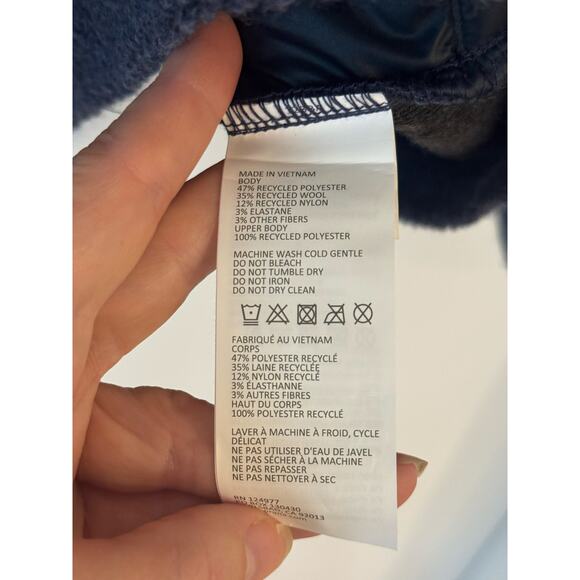 MADE IN VIETNAM
BODY
47% RECYCLED POLYESTER
35% RECYCLED WOOL
12% RECYCLED NYLON
3% ELASTANE
3% OTHER FIBERS
UPPER BODY
100% RECYCLED POLYESTER
MACHINE WASH COLD GENTLE
DO NOT BLEACH
DO NOT TUMBLE DRY
DO NOT IRON
DO NOT DRY CLEAN
FABRIQUÉ AU VIETNAM
CORPS
47% POLYESTER RECYCLÉ
35% LAINE RECYCLÉE
12% NYLON RECYCLÉ
3% ÉLASTHANNE
3% AUTRES FIBRES
HAUT DU CORPS
100% POLYESTER RECYCLÉ
LAVER À MACHINE À FROID, CYCLE
DÉLICAT
NE PAS UTILISER D'EAU DE JAVEL
NE PAS SÉCHER À LA MACHINE
NE PAS REPASSER
NE PAS NETTOYER À SEC
RN 124977
BOX 130430
CA 92013